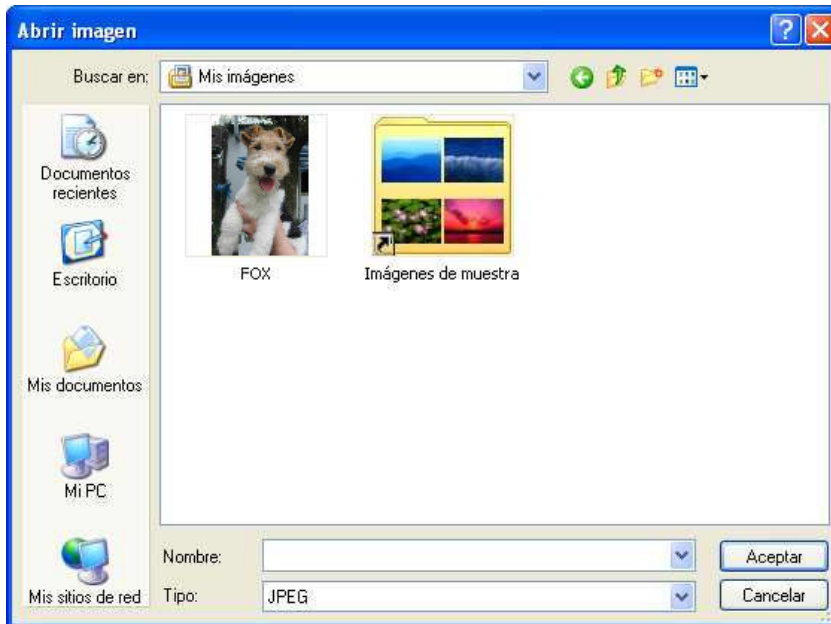 Abrir imagen
Buscar en:
Mis imágenes
Documentos
recientes
Escritorio
Mis documentos
Mi PC
Mis sitios de red
FOX
Imágenes de muestra
Nombre:
Aceptar
Tipo:
JPEG
Cancelar